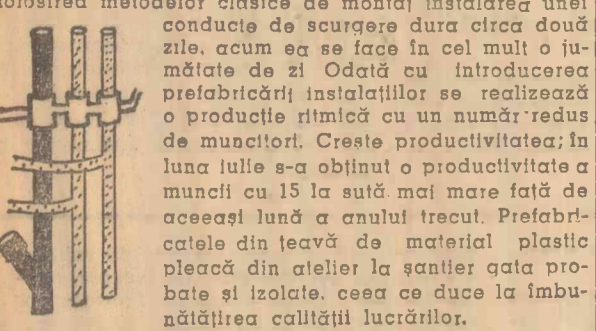 folosirea metodelor clasice de montaj instalarea unei
conducte de scurgere dura circa două
zile, acum ea se face în cel mult o ju-
mătate de zi Odată cu introducerea
prefabricării instalațiilor se realizează
o producție ritmică cu un număr redus
de muncitori. Crește productivitatea; în
luna iulie s-a obținut o productivitate a
muncii cu 15 la sută mai mare față de
aceeași lună a anului trecut. Prefabri-
catele din țeavă de material plastic
pleacă din atelier la șantier gata pro-
bate și izolate, ceea ce duce la îmbu-
nătățirea calității lucrărilor.